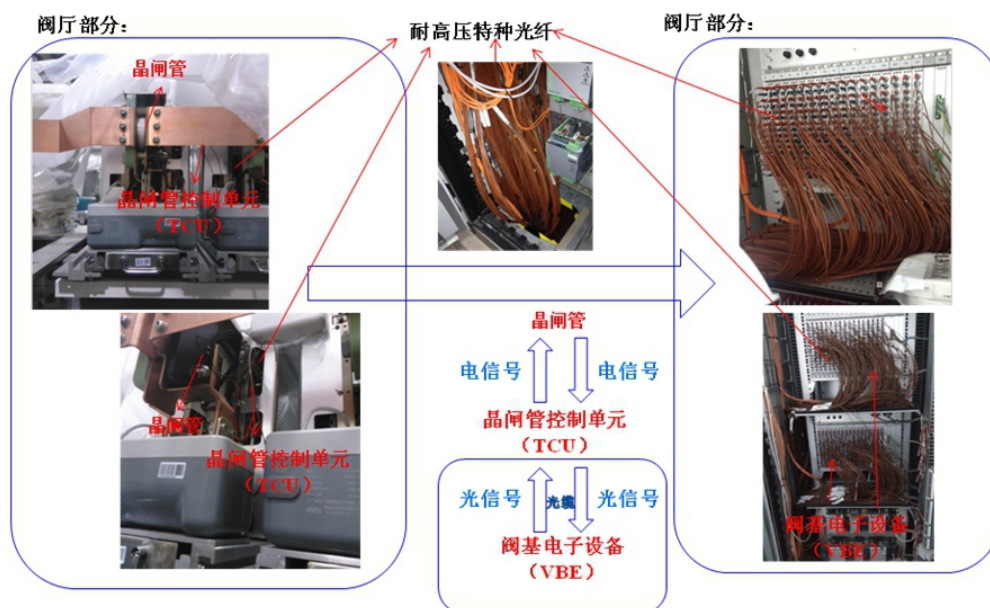 阀厅部分：
耐高压特种光纤
阀厅部分：
晶闸管
晶闸管控制单元
（TCU）
晶闸管
晶闸管控制单元
（TCU）
晶闸管
电信号
电信号
晶闸管控制单元
（TCU）
光信号
光缆
光信号
阀基电子设备
（VBE）
阀基电子设备
（VBE）